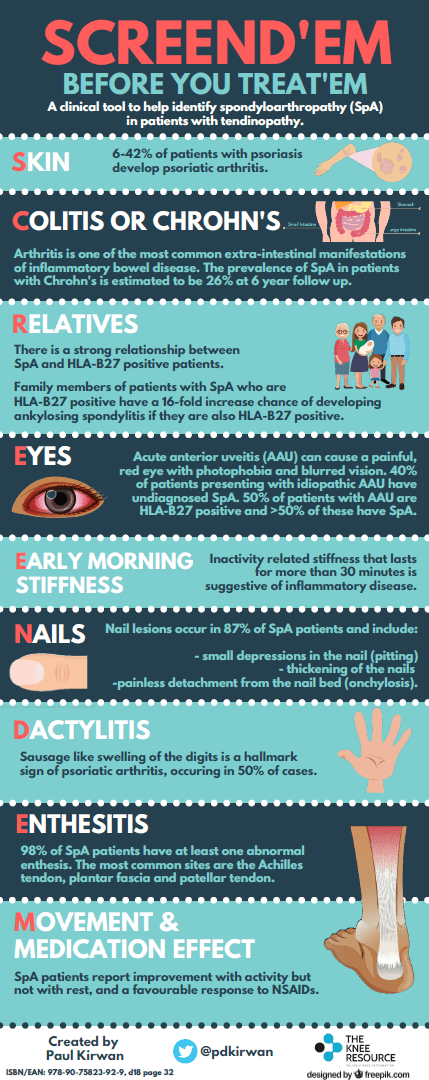 SCREEND'EM
BEFORE YOU TREAT'EM
A clinical tool to help identify spondyloarthropathy (SpA)
in patients with tendinopathy.
SKIN
6-42% of patients with psoriasis
develop psoriatic arthritis.
COLITIS OR CHROHN'S.
Small Intestine
Stomach
Large Intestine
Arthritis is one of the most common extra-intestinal manifestations
of inflammatory bowel disease. The prevalence of SpA in patients
with Chrohn's is estimated to be 26% at 6 year follow up.
RELATIVES
There is a strong relationship between
SpA and HLA-B27 positive patients.
Family members of patients with SpA who are
HLA-B27 positive have a 16-fold increase chance of developing
ankylosing spondylitis if they are also HLA-B27 positive.
EYES
Acute anterior uveitis (AAU) can cause a painful,
red eye with photophobia and blurred vision. 40%
of patients presenting with idiopathic AAU have
undiagnosed SpA. 50% of patients with AAU are
HLA-B27 positive and >50% of these have SpA.
EARLY MORNING
STIFFNESS
Inactivity related stiffness that lasts
for more than 30 minutes is
suggestive of inflammatory disease.
NAILS
Nail lesions occur in 87% of SpA patients and include:
- small depressions in the nail (pitting)
- thickening of the nails
-painless detachment from the nail bed (onchylosis).
DACTYLITIS
Sausage like swelling of the digits is a hallmark
sign of psoriatic arthritis, occuring in 50% of cases.
ENTHESITIS
98% of SpA patients have at least one abnormal
enthesis. The most common sites are the Achilles
tendon, plantar fascia and patellar tendon.
MOVEMENT &
MEDICATION EFFECT
SpA patients report improvement with activity but
not with rest, and a favourable response to NSAIDs.
Created by
Paul Kirwan
@pdkirwan
THE
KNEE
RESOURCE
ISBN/EAN: 978-90-75823-92-9, d18 page 32
designed by freepik.com